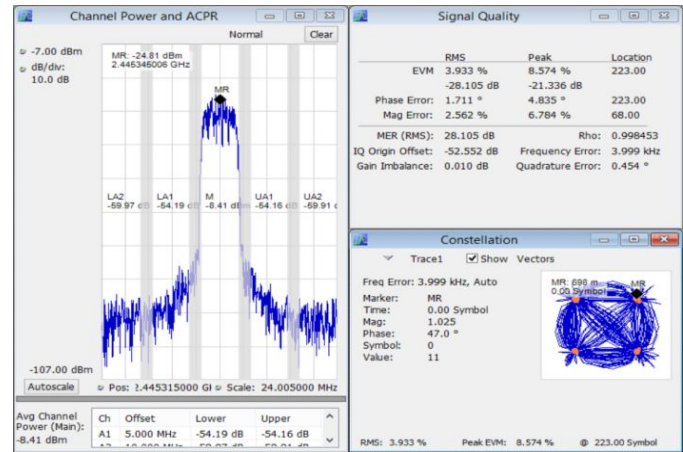 Channel Power and ACPR
Normal Clear
-7.00 dBm
dB/div:
10.0 dB
MR: -24.81 dBm
2.445345006 GHz
MR
LA2 LA1 M UA1 UA2
-59.97 dB -54.19 dB -8.41 dBm -54.16 dB -59.91 d
-107.00 dBm
Autoscale Pos: 2.445315000 GI Scale: 24.005000 MHz
Avg Channel
Power (Main):
-8.41 dBm
Ch Offset Lower Upper
A1 5.000 MHz -54.19 dB -54.16 dB
Signal Quality
RMS Peak Location
EVM 3.933 % 8.574 % 223.00
-28.105 dB -21.336 dB
Phase Error: 1.711 ° 4.835 ° 223.00
Mag Error: 2.562 % 6.784 % 68.00
MER (RMS): 28.105 dB Rho: 0.998453
IQ Origin Offset: -52.552 dB Frequency Error: 3.999 kHz
Gain Imbalance: 0.010 dB Quadrature Error: 0.454 °
Constellation
Trace1 Show Vectors
Freq Error: 3.999 kHz, Auto
Marker: MR
Time: 0.00 Symbol
Mag: 1.025
Phase: 47.0 °
Symbol: 0
Value: 11
MR: 698 m MR
0.00 Symbol
RMS: 3.933 % Peak EVM: 8.574 % @ 223.00 Symbol